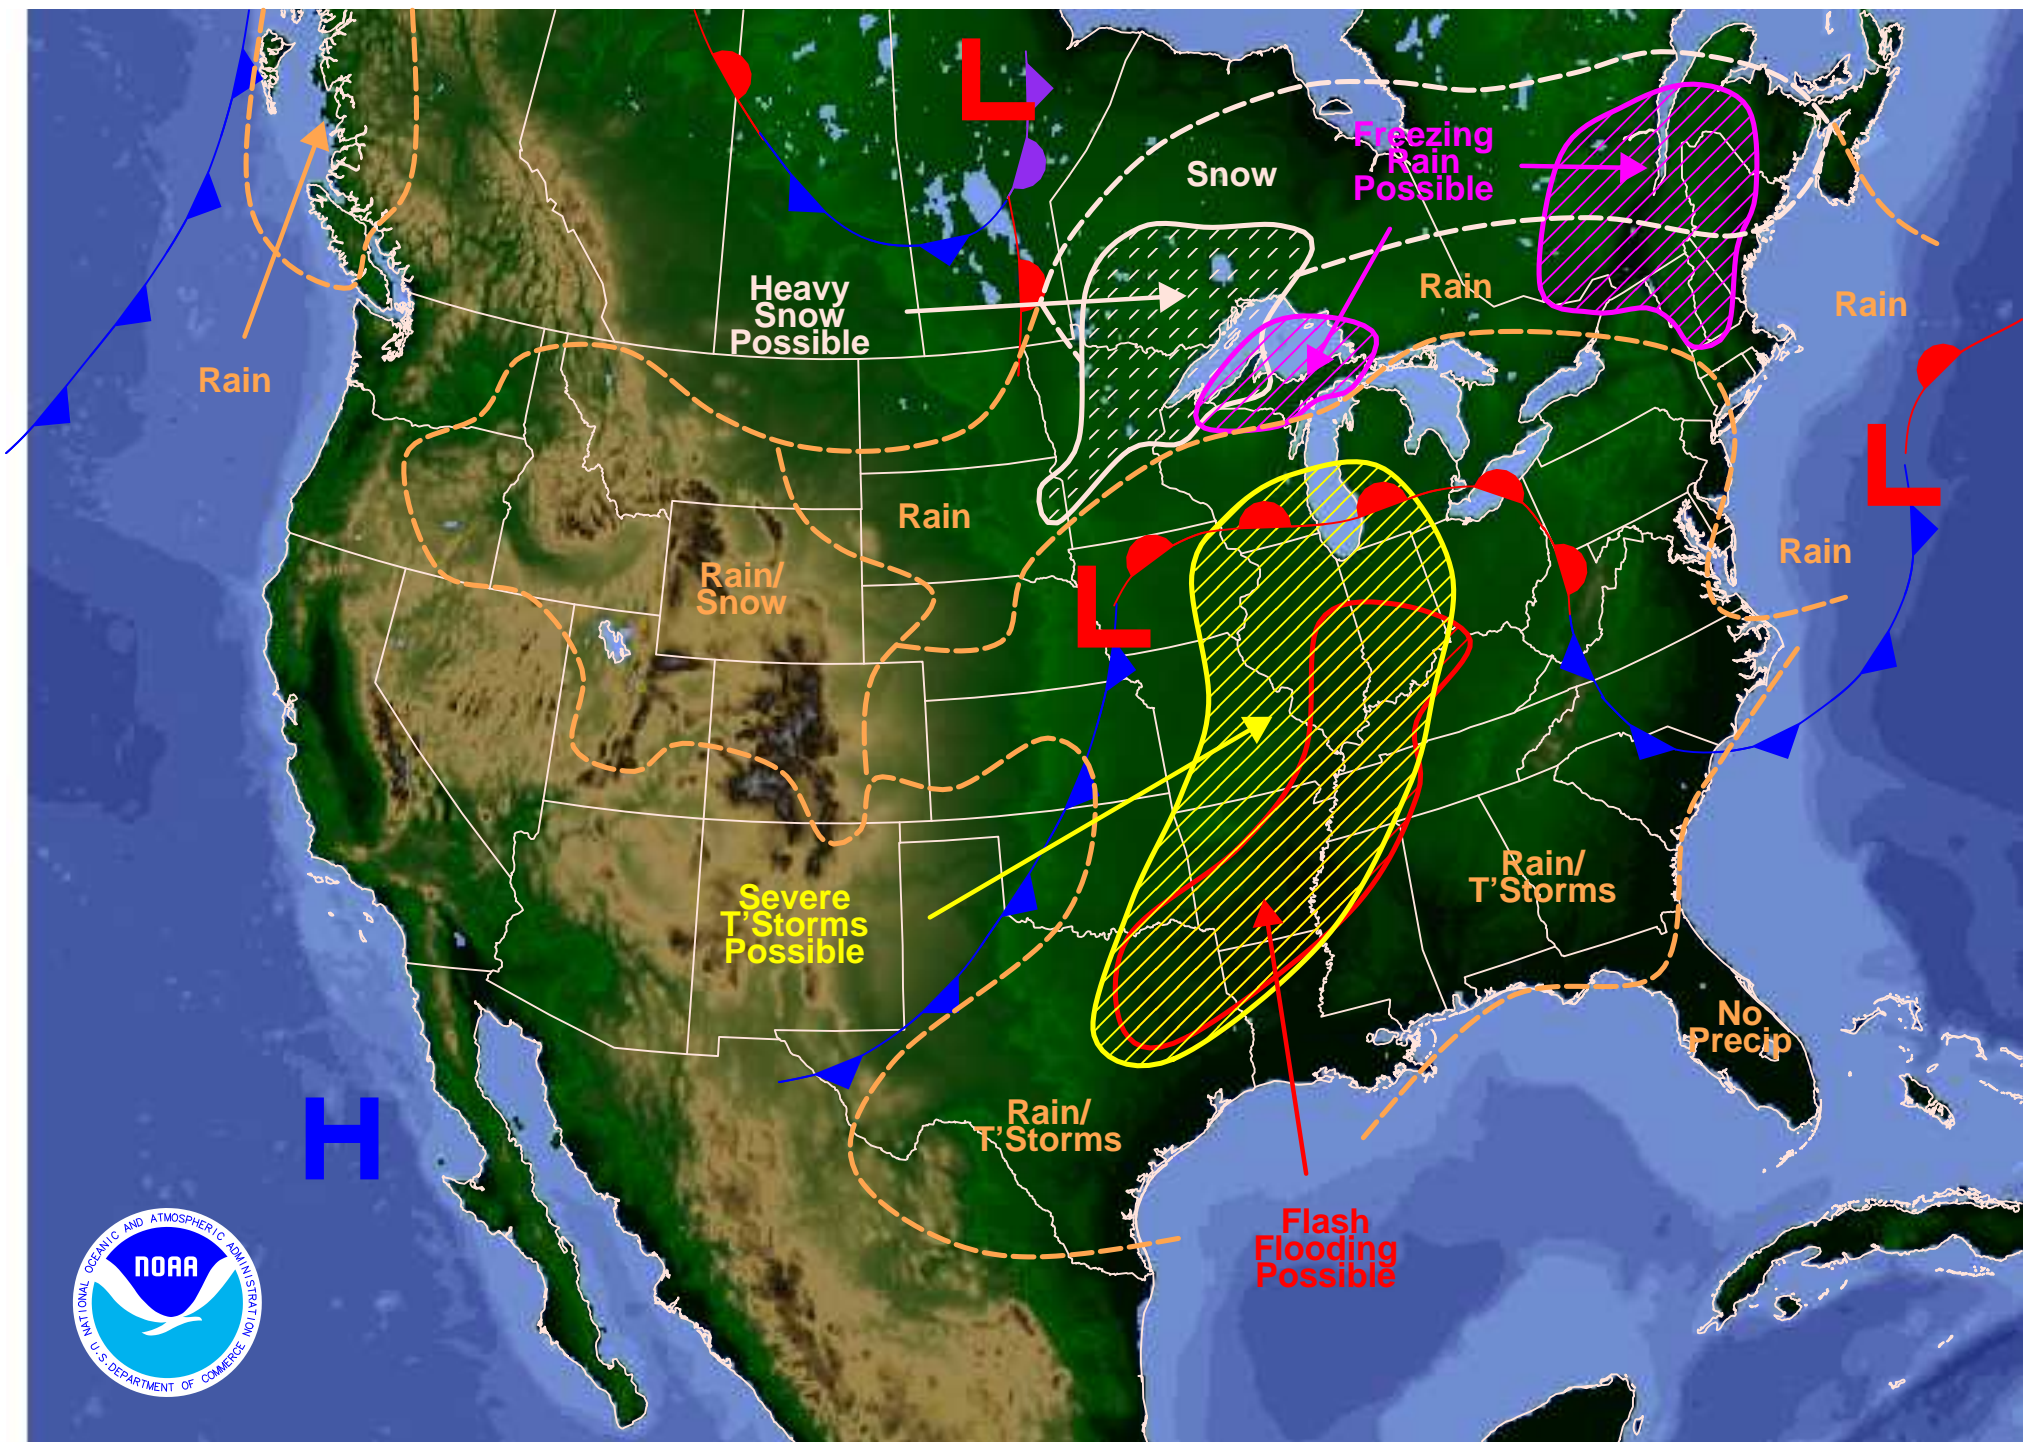 L
Freezing
Rain
Possible
Snow
Heavy
Snow
Possible
Rain
Rain
Rain
L
Rain
Rain
Rain/
Snow
L
Severe
T'Storms
Possible
Rain/
T'Storms
No
Precip
H
Rain/
T'Storms
Flash
Flooding
Possible
NATIONAL OCEANIC AND ATMOSPHERIC ADMINISTRATION
NOAA
U.S. DEPARTMENT OF COMMERCE